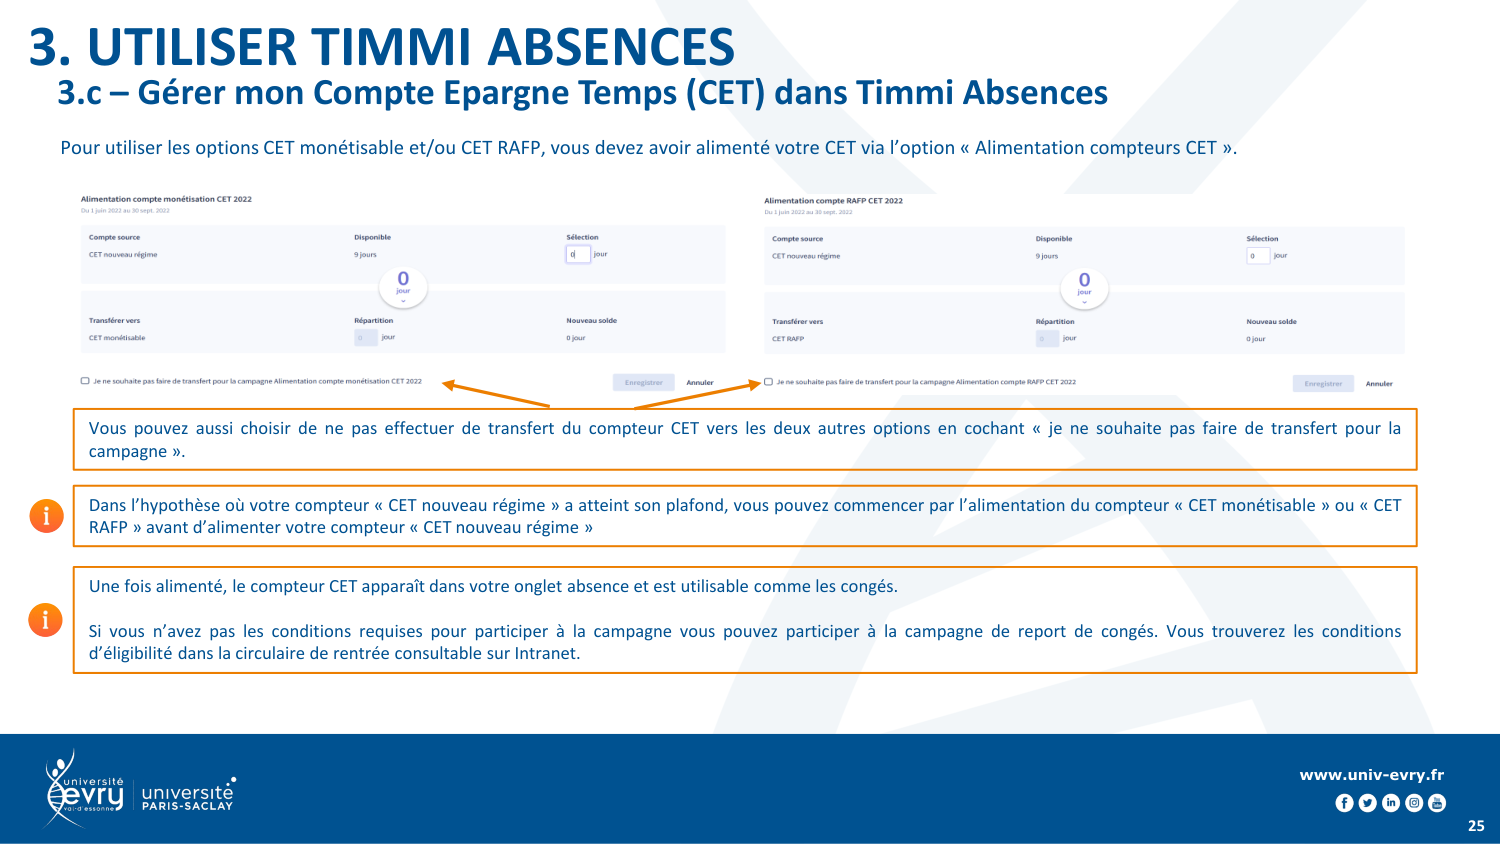 3. UTILISER TIMMI ABSENCES
3.c – Gérer mon Compte Epargne Temps (CET) dans Timmi Absences
Pour utiliser les options CET monétisable et/ou CET RAFP, vous devez avoir alimenté votre CET via l’option « Alimentation compteurs CET ».
Alimentation compte monétisation CET 2022
Du 1 juin 2022 au 30 sept. 2022
Compte source Disponible Sélection
CET nouveau régime 9 jours 0 jour
0
jour
Transférer vers Répartition Nouveau solde
CET monétisable 0 jour 0 jour
Je ne souhaite pas faire de transfert pour la campagne Alimentation compte monétisation CET 2022 Enregistrer Annuler
Alimentation compte RAFP CET 2022
Du 1 juin 2022 au 30 sept. 2022
Compte source Disponible Sélection
CET nouveau régime 9 jours 0 jour
0
jour
Transférer vers Répartition Nouveau solde
CET RAFP 0 jour 0 jour
Je ne souhaite pas faire de transfert pour la campagne Alimentation compte RAFP CET 2022 Enregistrer Annuler
Vous pouvez aussi choisir de ne pas effectuer de transfert du compteur CET vers les deux autres options en cochant « je ne souhaite pas faire de transfert pour la
campagne ».
i
Dans l’hypothèse où votre compteur « CET nouveau régime » a atteint son plafond, vous pouvez commencer par l’alimentation du compteur « CET monétisable » ou « CET
RAFP » avant d’alimenter votre compteur « CET nouveau régime »
i
Une fois alimenté, le compteur CET apparaît dans votre onglet absence et est utilisable comme les congés.
Si vous n’avez pas les conditions requises pour participer à la campagne vous pouvez participer à la campagne de report de congés. Vous trouverez les conditions
d’éligibilité dans la circulaire de rentrée consultable sur Intranet.
université
evry
val-d'essonne
université
PARIS-SACLAY
www.univ-evry.fr
25